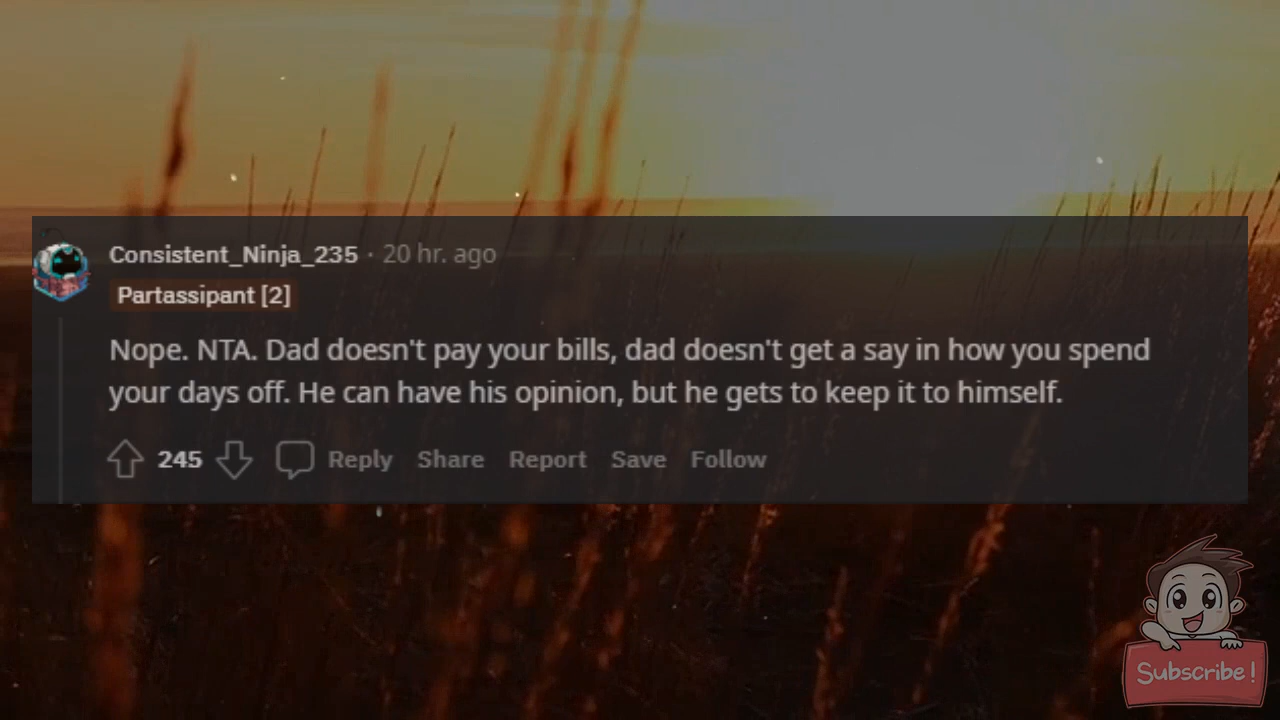 Consistent_Ninja_235 · 20 hr. ago
Partassipant [2]
Nope. NTA. Dad doesn't pay your bills, dad doesn't get a say in how you spend
your days off. He can have his opinion, but he gets to keep it to himself.
245 Reply Share Report Save Follow
Subscribe!